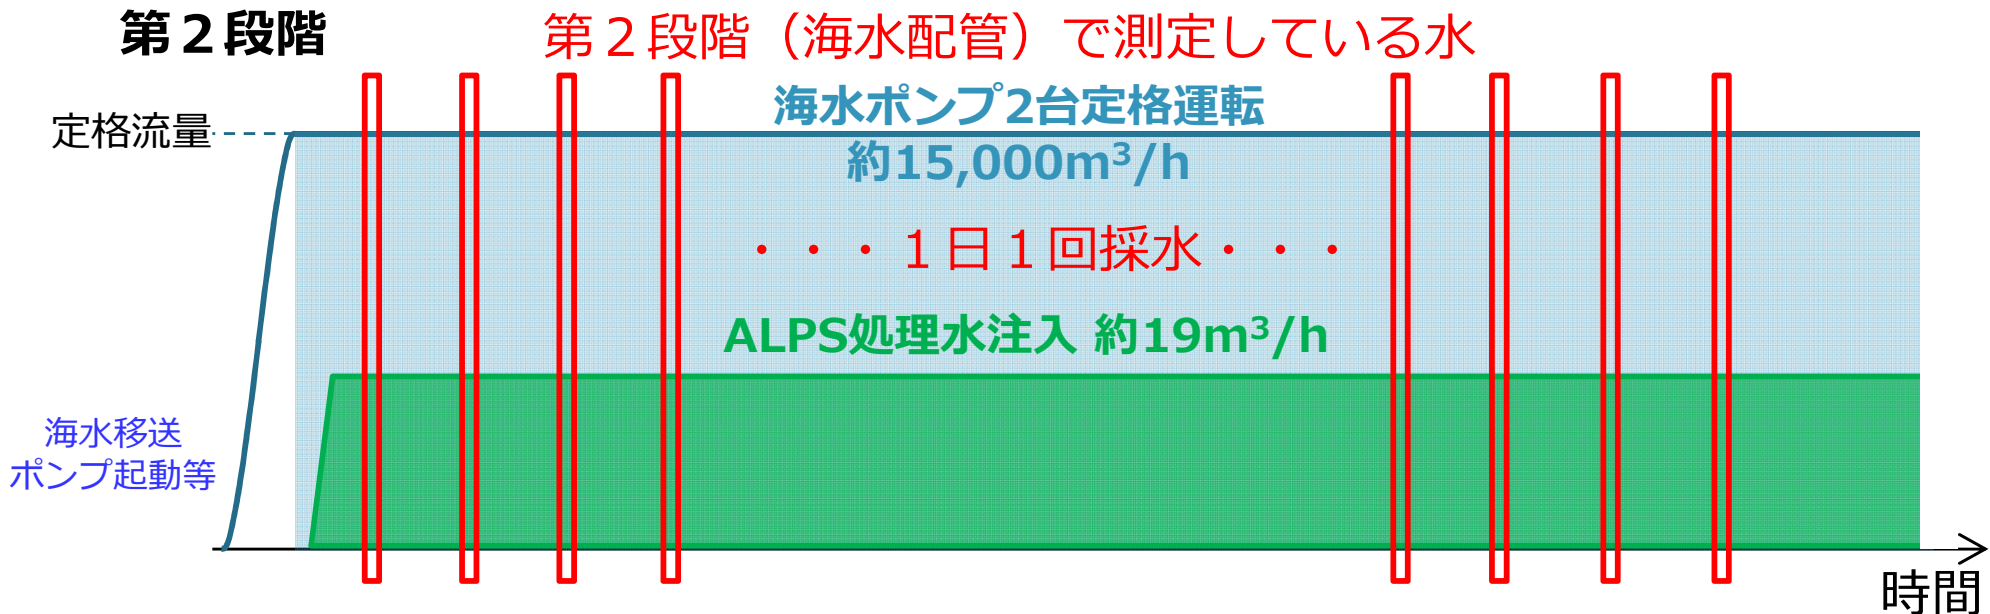 第２段階
第２段階（海水配管）で測定している水
海水ポンプ2台定格運転
約15,000m³/h
定格流量
・・・１日１回採水・・・
ALPS処理水注入 約19m³/h
海水移送
ポンプ起動等
時間